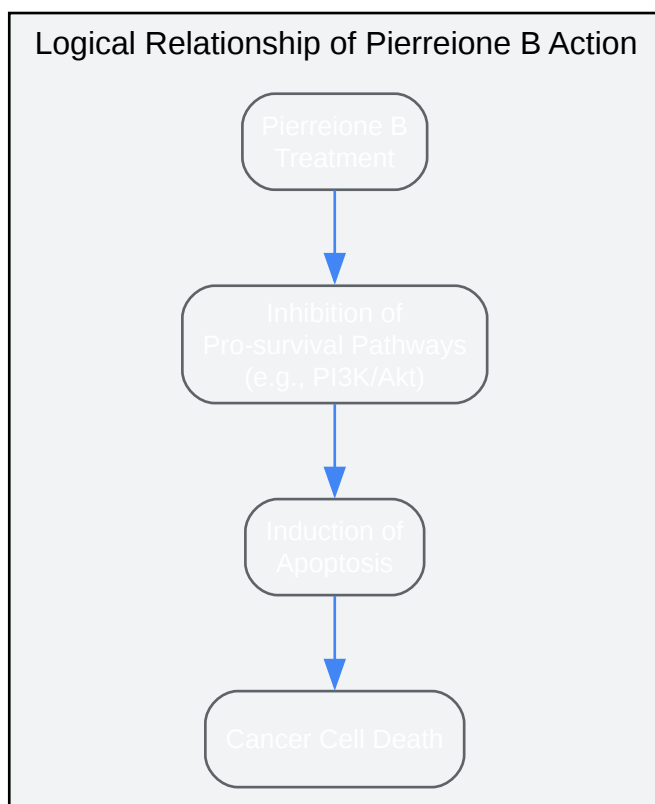 Logical Relationship of Pierreione B Action
Pierreione B
Treatment
Inhibition of
Pro-survival Pathways
(e.g., PI3K/Akt)
Induction of
Apoptosis
Cancer Cell Death